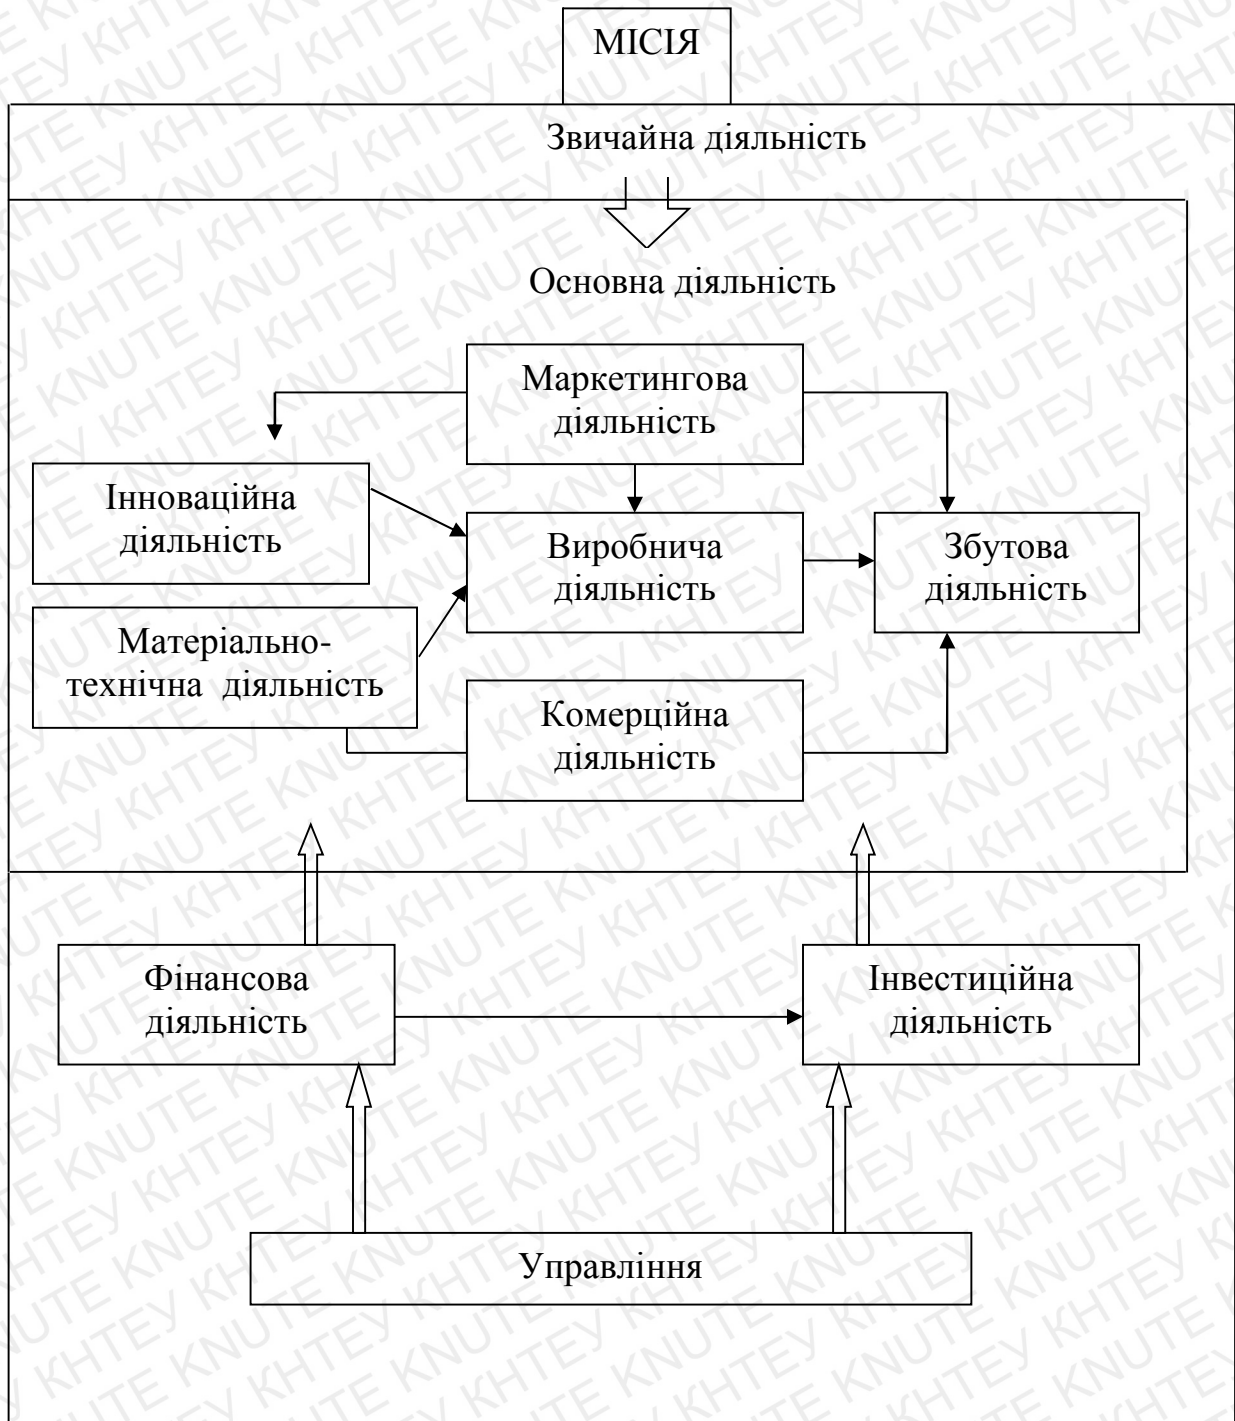 МІСІЯ
Звичайна діяльність
Основна діяльність
Маркетингова
діяльність
Інноваційна
діяльність
Виробнича
діяльність
Збутова
діяльність
Матеріально-
технічна діяльність
Комерційна
діяльність
Фінансова
діяльність
Інвестиційна
діяльність
Управління